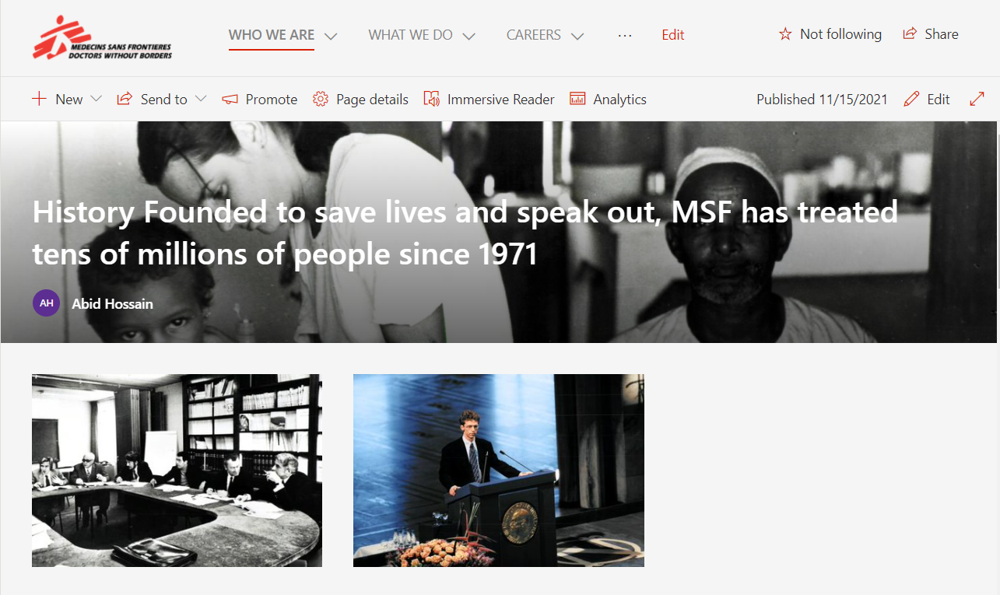 MEDECINS SANS FRONTIERES
DOCTORS WITHOUT BORDERS
WHO WE ARE
WHAT WE DO
CAREERS
...
Edit
Not following
Share
New
Send to
Promote
Page details
Immersive Reader
Analytics
Published 11/15/2021
Edit
History Founded to save lives and speak out, MSF has treated
tens of millions of people since 1971
AH
Abid Hossain